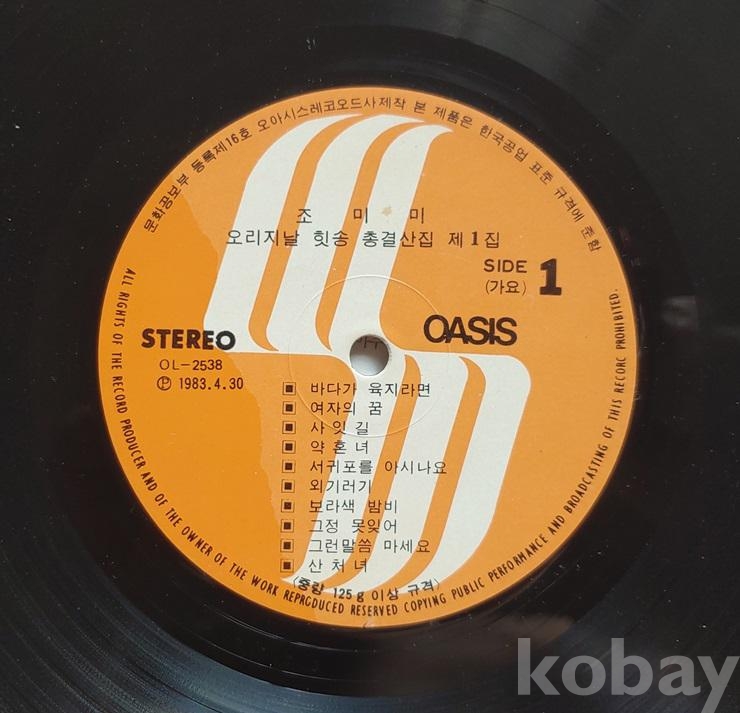 문화공보부 등록제16호 오아시스레코오드사제작 본 제품은 한국공업 표준 규격에 준함
조 미 미
오리지날 힛송 총결산집 제1집
SIDE 1
(가요)
STEREO
OASIS
OL-2538
Ⓟ 1983.4.30
바다가 육지라면
여자의 꿈
사잇길
약혼녀
서귀포를 아시나요
외기러기
보라색 밤비
그정 못잊어
그런말씀 마세요
산처녀
(중량 125g 이상 규격)
ALL RIGHTS OF THE RECORD PRODUCER AND OF THE OWNER OF THE WORK REPRODUCED RESERVED COPYING PUBLIC PERFORMANCE AND BROADCASTING OF THIS RECORD PROHIBITED.
kobay